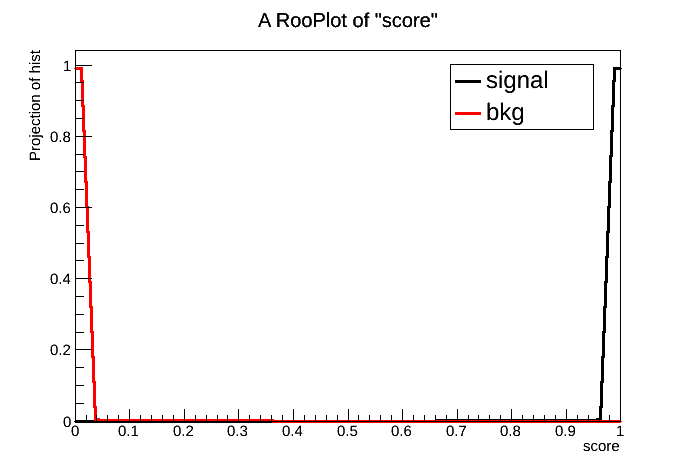 A RooPlot of "score"
Projection of hist
signal
bkg
1
0.8
0.6
0.4
0.2
0
0 0.1 0.2 0.3 0.4 0.5 0.6 0.7 0.8 0.9 1
score